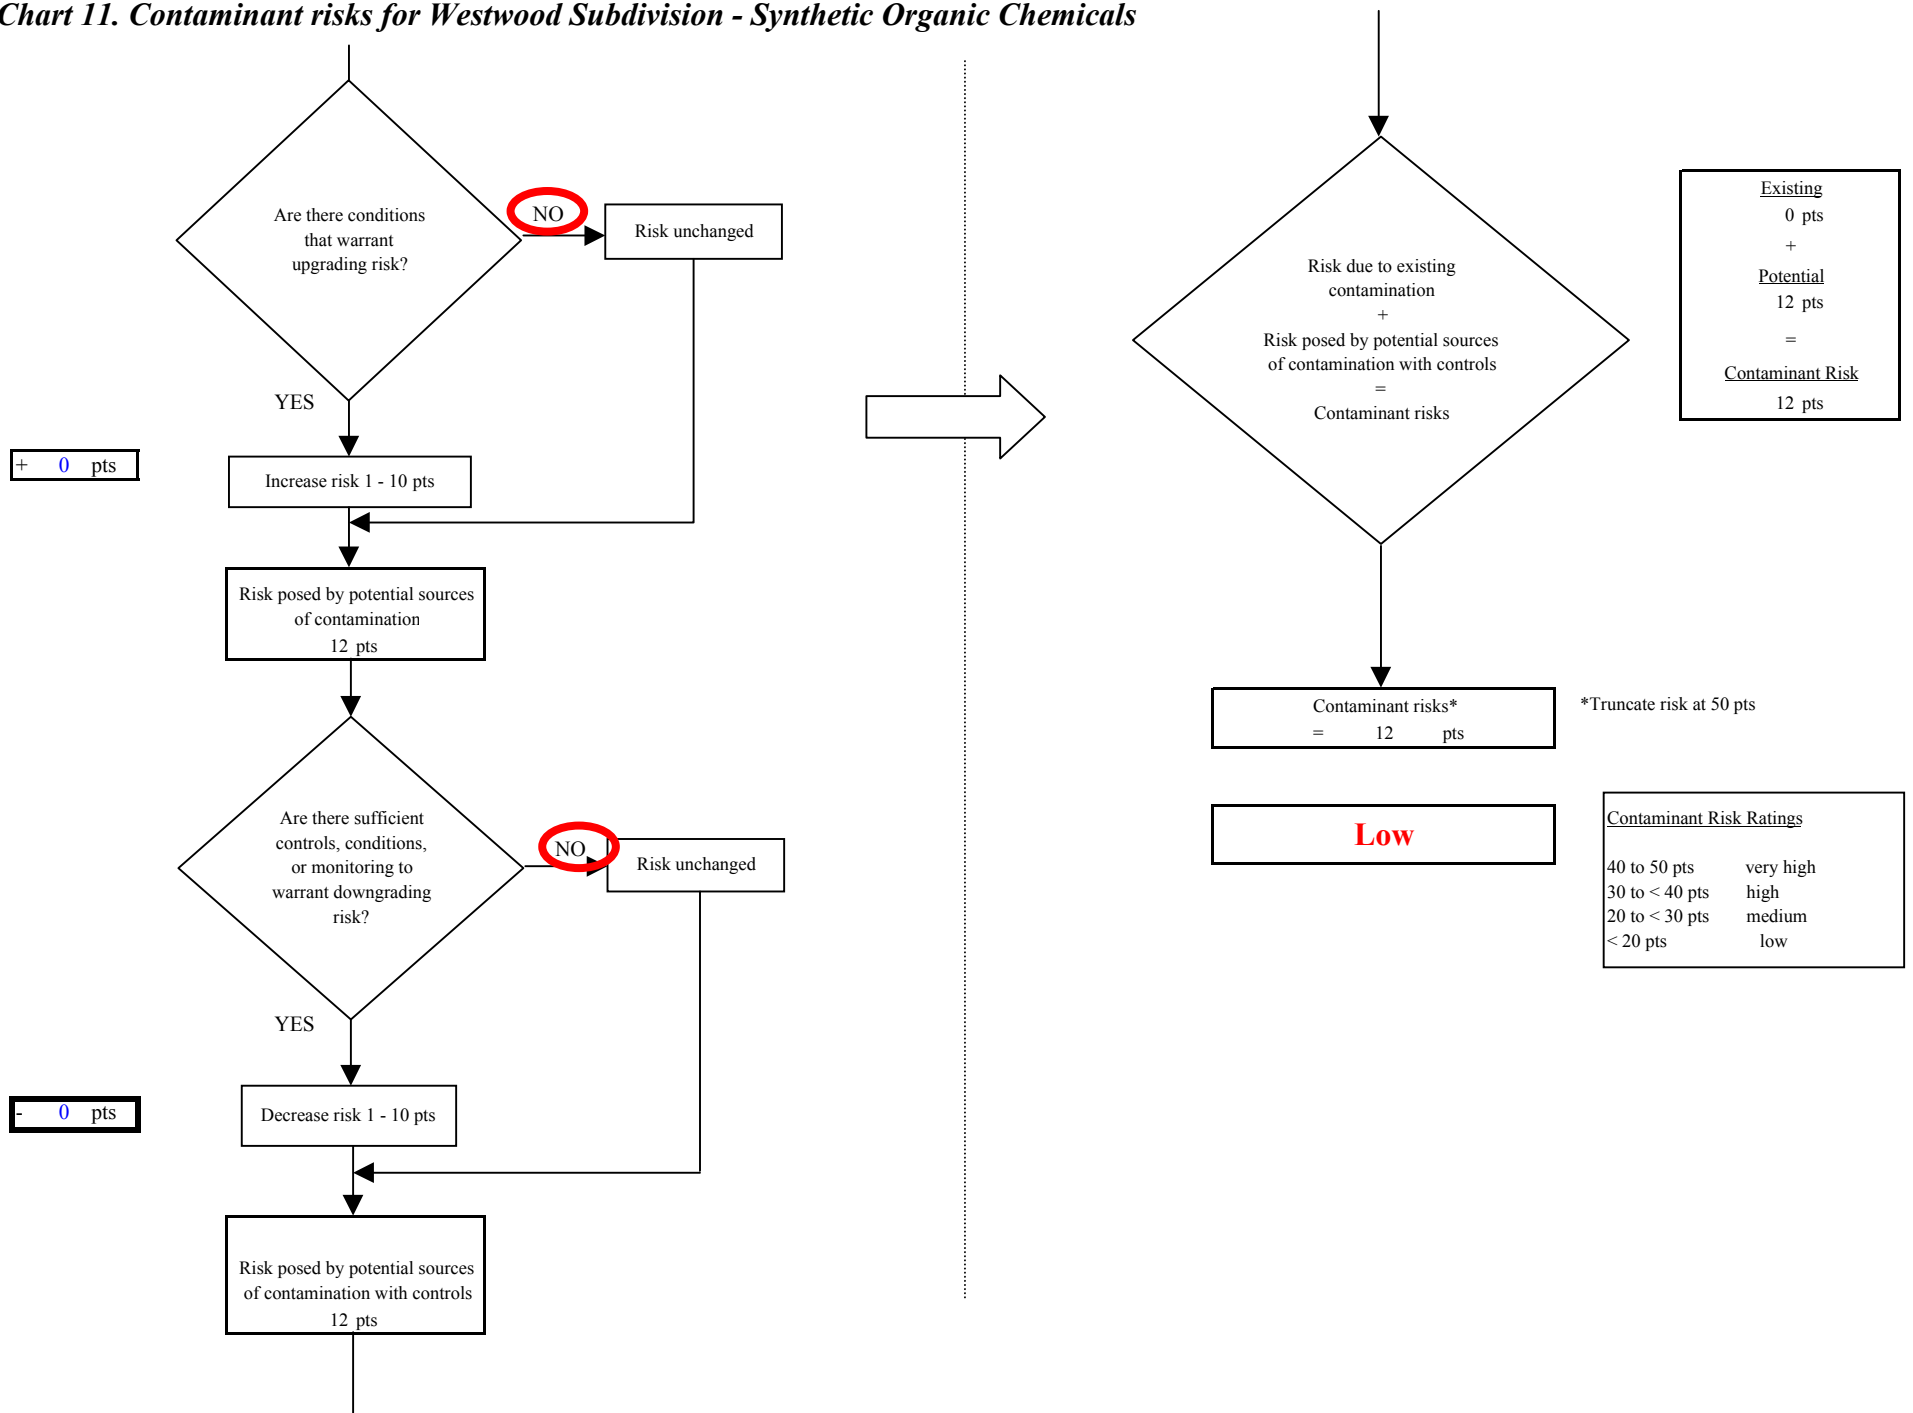 Chart 11. Contaminant risks for Westwood Subdivision - Synthetic Organic Chemicals
Are there conditions
that warrant
upgrading risk?
NO
Risk unchanged
YES
+ 0 pts
Increase risk 1 - 10 pts
Risk posed by potential sources
of contamination
12 pts
Are there sufficient
controls, conditions,
or monitoring to
warrant downgrading
risk?
NO
Risk unchanged
YES
- 0 pts
Decrease risk 1 - 10 pts
Risk posed by potential sources
of contamination with controls
12 pts
Risk due to existing
contamination
+
Risk posed by potential sources
of contamination with controls
=
Contaminant risks
Existing
0 pts
+
Potential
12 pts
=
Contaminant Risk
12 pts
Contaminant risks*
= 12 pts
*Truncate risk at 50 pts
Low
Contaminant Risk Ratings
40 to 50 pts very high
30 to < 40 pts high
20 to < 30 pts medium
< 20 pts low